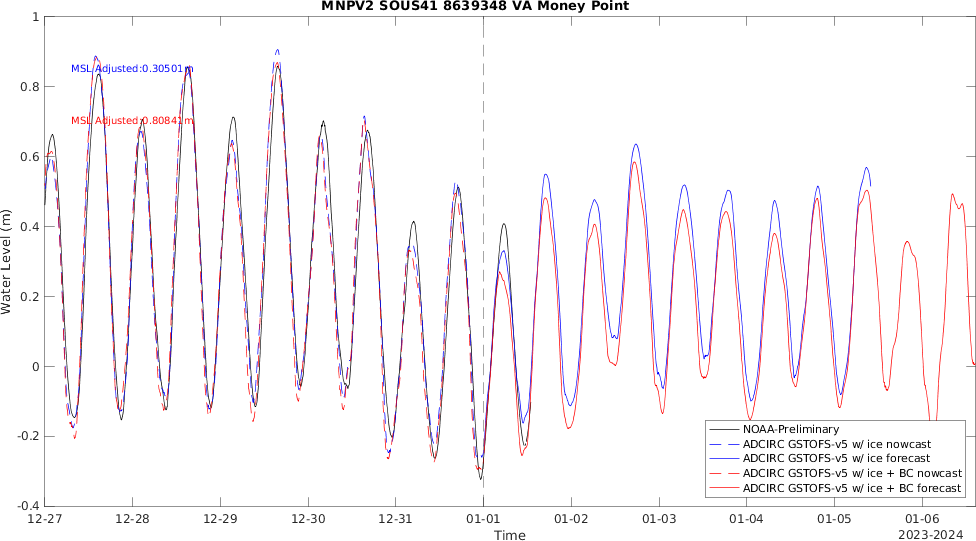 MNPV2 SOUS41 8639348 VA Money Point
1
0.8
0.6
0.4
0.2
0
-0.2
-0.4
Water Level (m)
MSL Adjusted:0.30501m
MSL Adjusted:0.80841m
NOAA-Preliminary
ADCIRC GSTOFS-v5 w/ ice nowcast
ADCIRC GSTOFS-v5 w/ ice forecast
ADCIRC GSTOFS-v5 w/ ice + BC nowcast
ADCIRC GSTOFS-v5 w/ ice + BC forecast
12-27 12-28 12-29 12-30 12-31 01-01 01-02 01-03 01-04 01-05 01-06
Time
2023-2024